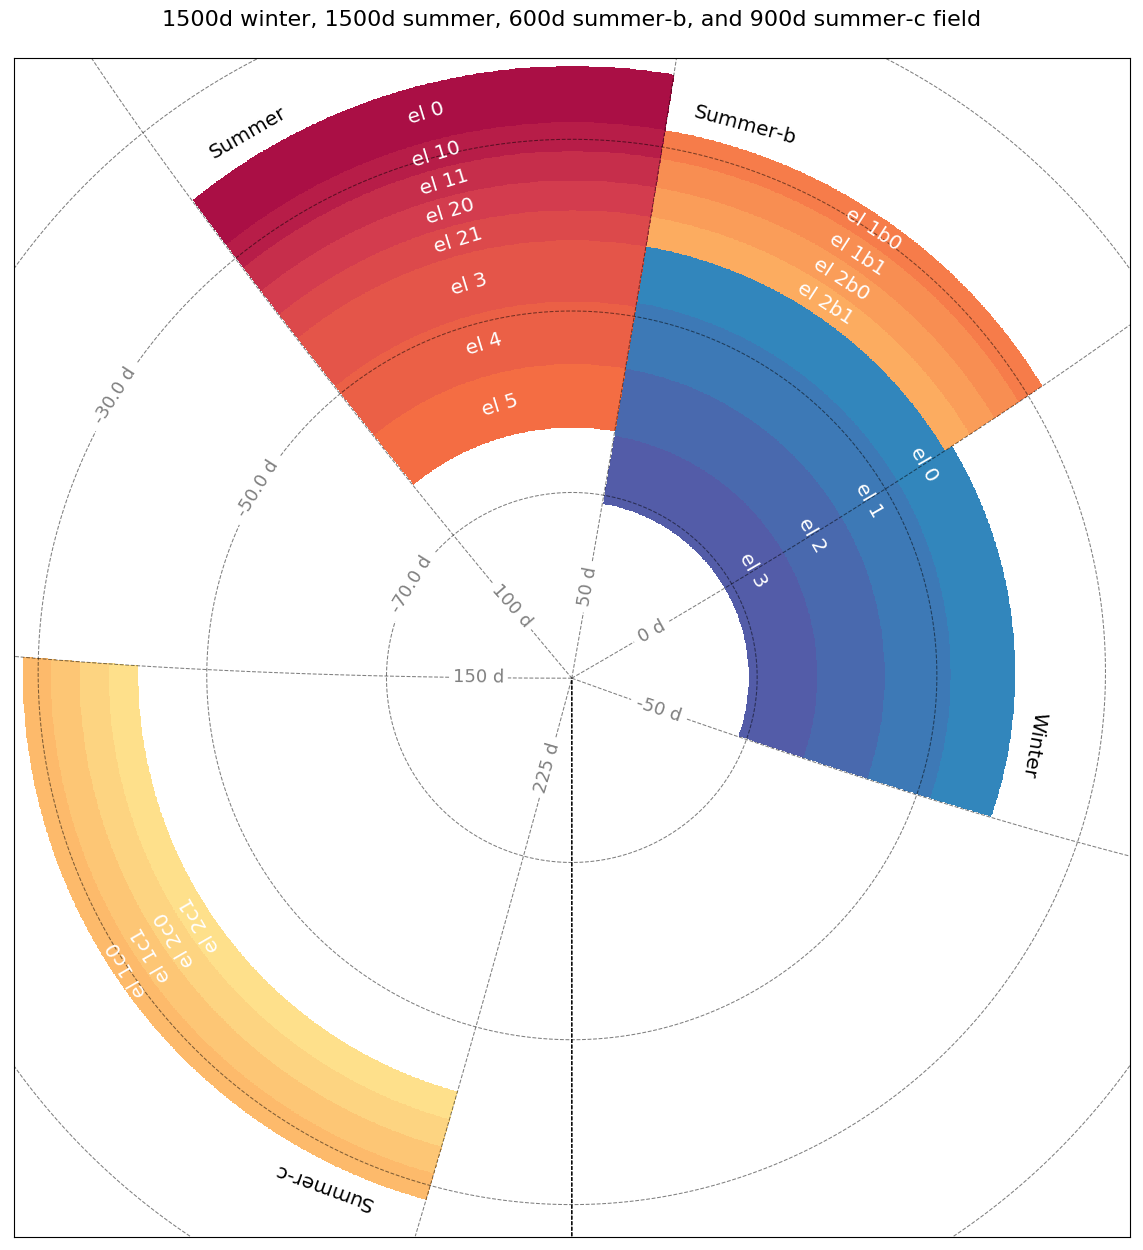 1500d winter, 1500d summer, 600d summer-b, and 900d summer-c field
Summer
Summer-b
el 0
el 10
el 11
el 20
el 21
el 3
el 4
el 5
el 1b0
el 1b1
el 2b0
el 2b1
el 0
el 1
el 2
el 3
-30.0 d
-50.0 d
-70.0 d
100 d
50 d
0 d
-50 d
150 d
225 d
Winter
el 2c1
el 2c0
el 1c1
el 1c0
Summer-c